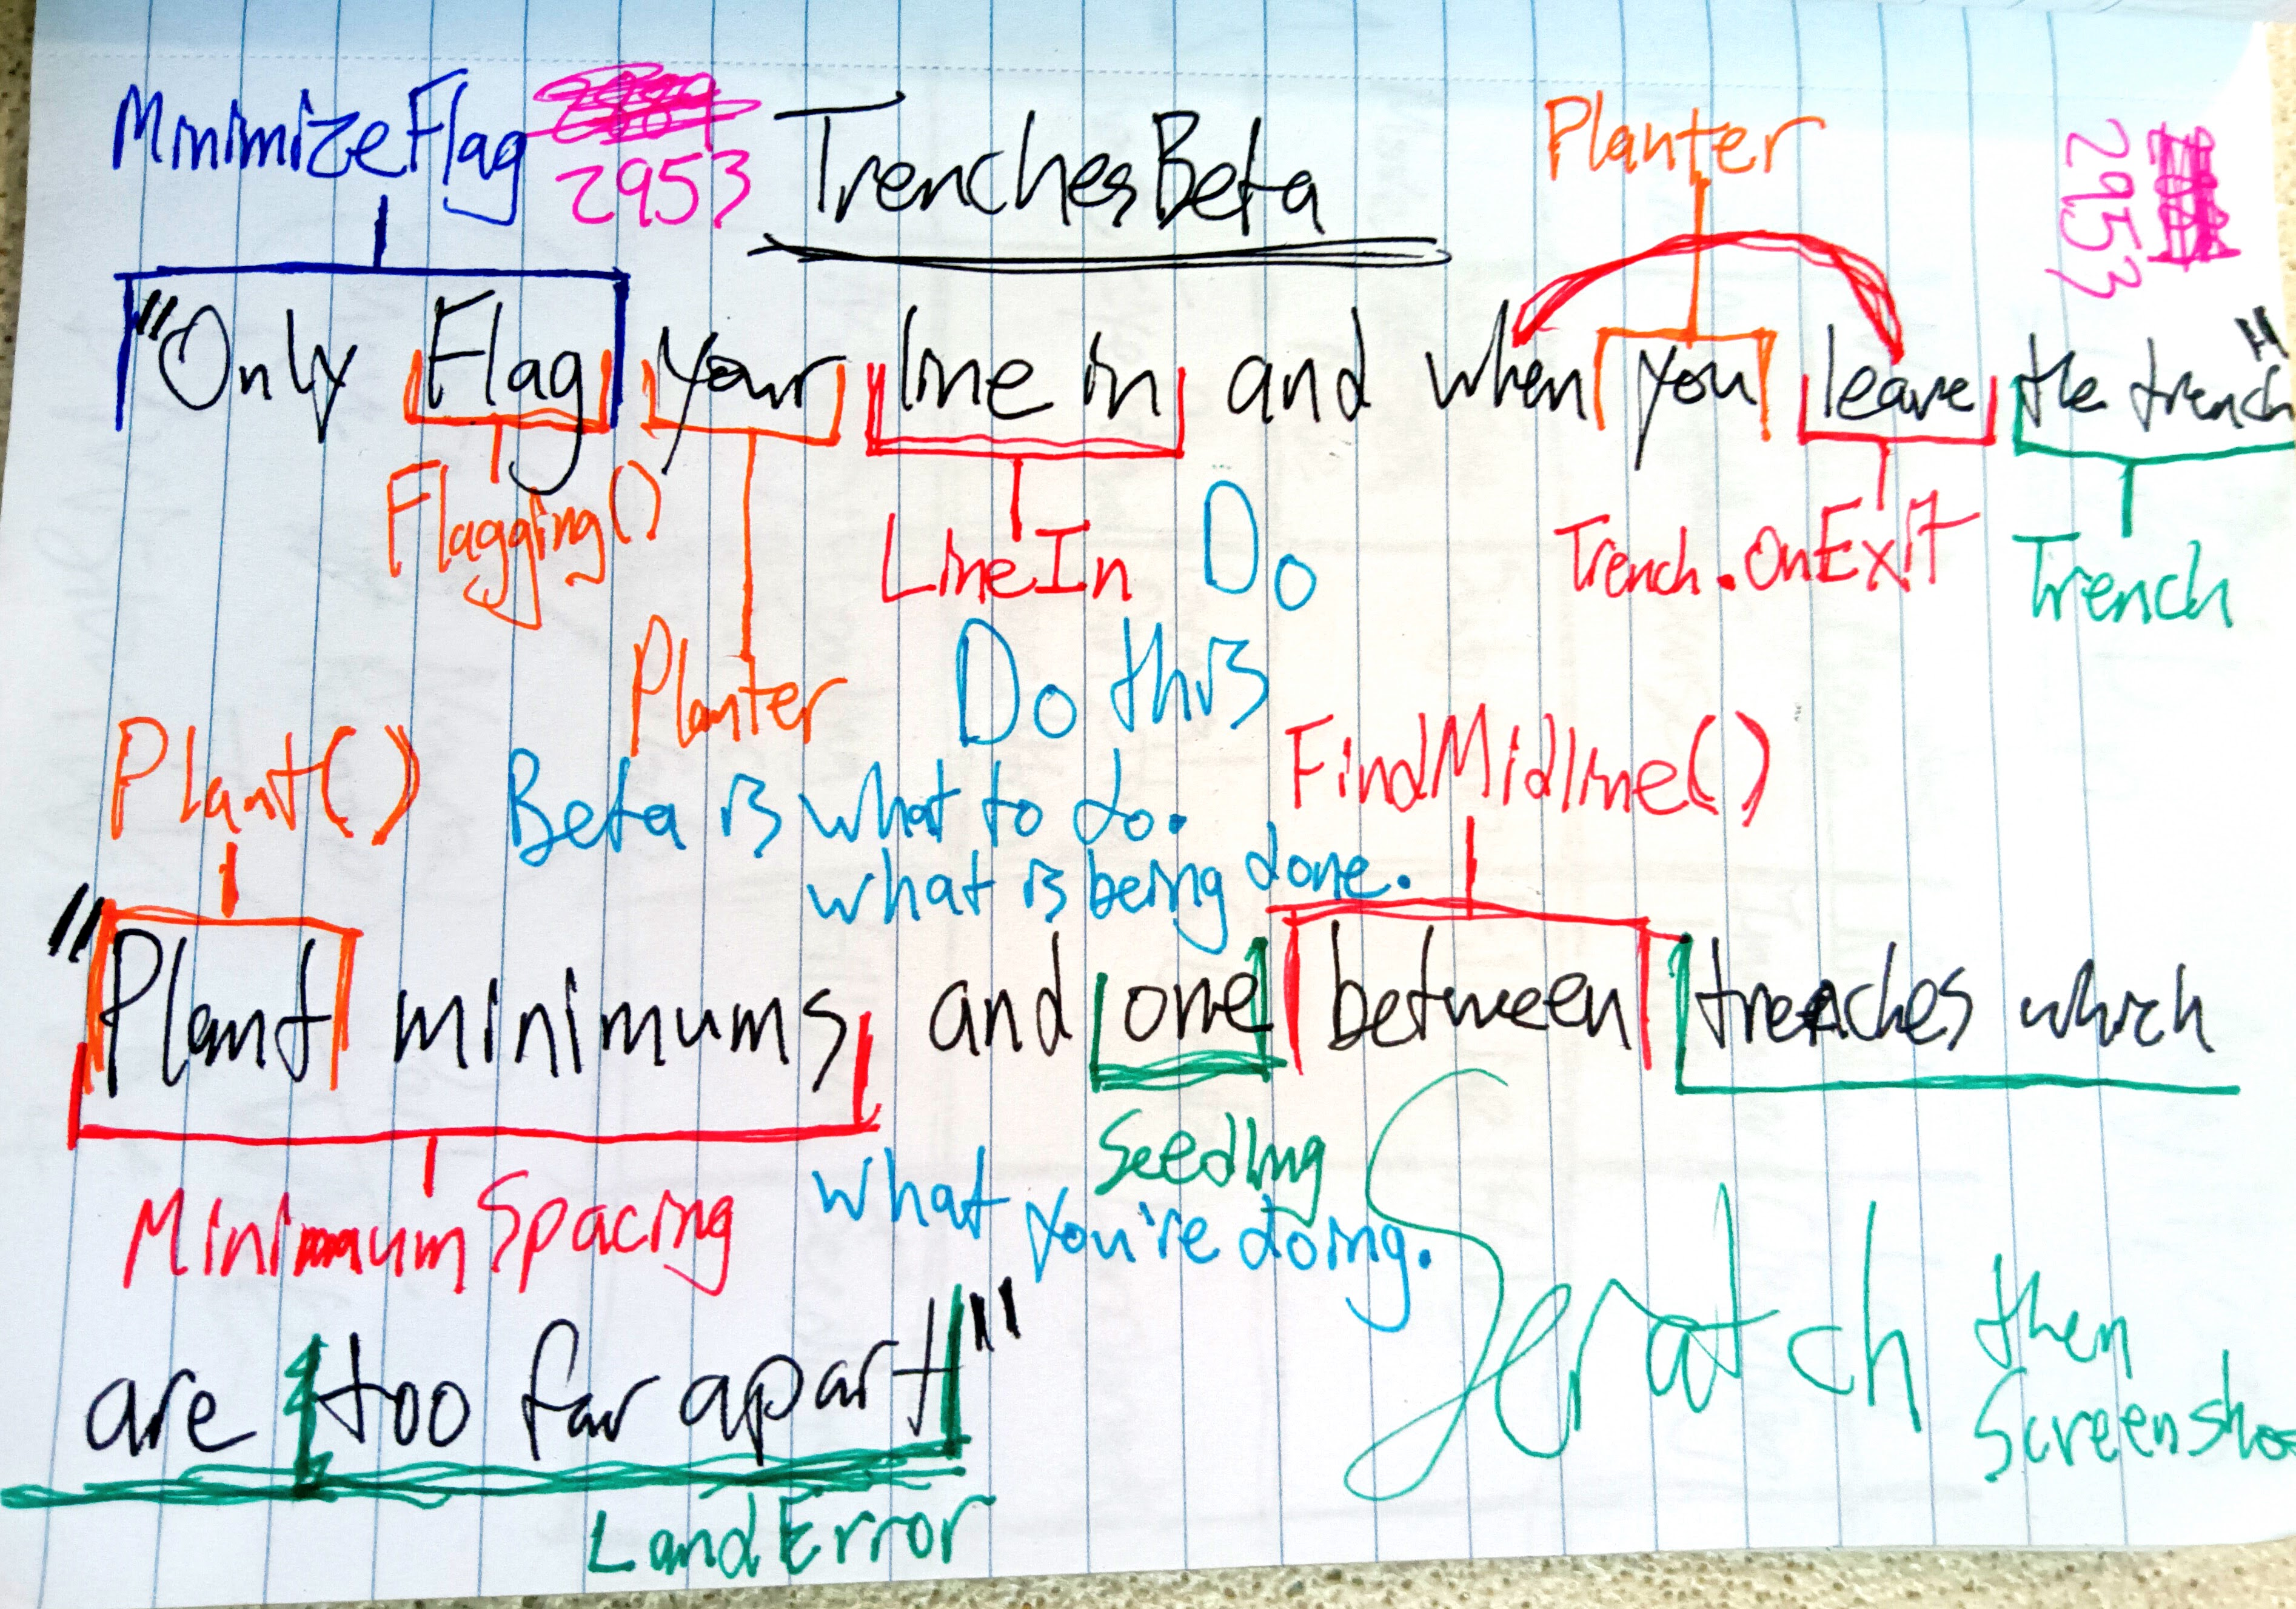 MinimizeFlag
2953
TrenchesBeta
Planter
2953
"Only Flag your line in and when you leave the trench"
Flagging()
LineIn
Do
Trench.OnExit
Trench
Planter
Do this
Plant()
Beta is what to do.
FindMidline()
what is being done.
"Plant minimums and one between trenches which
Seedling
MinimumSpacing
what you're doing.
are too far apart"
Scratch then
Screensho
LandError